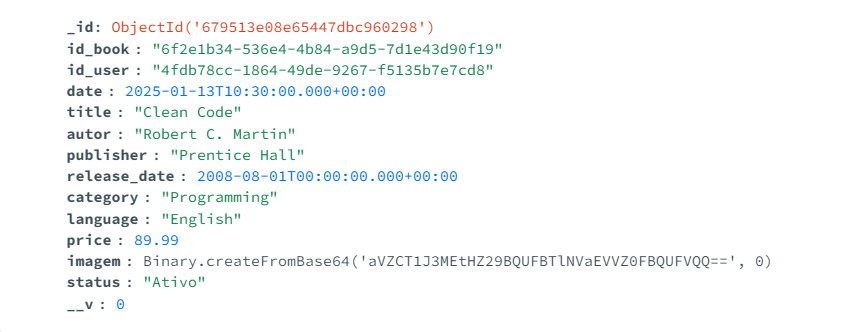 _id: ObjectId('679513e08e65447dbc960298')
id_book : "6f2e1b34-536e4-4b84-a9d5-7d1e43d90f19"
id_user : "4fdb78cc-1864-49de-9267-f5135b7e7cd8"
date : 2025-01-13T10:30:00.000+00:00
title : "Clean Code"
autor : "Robert C. Martin"
publisher : "Prentice Hall"
release_date : 2008-08-01T00:00:00.000+00:00
category : "Programming"
language : "English"
price : 89.99
imagem : Binary.createFromBase64('aVZCT1J3MEtHZ29BQUFBTlNVaEVVZ0FBQUFVQQ==', 0)
status : "Ativo"
__v : 0